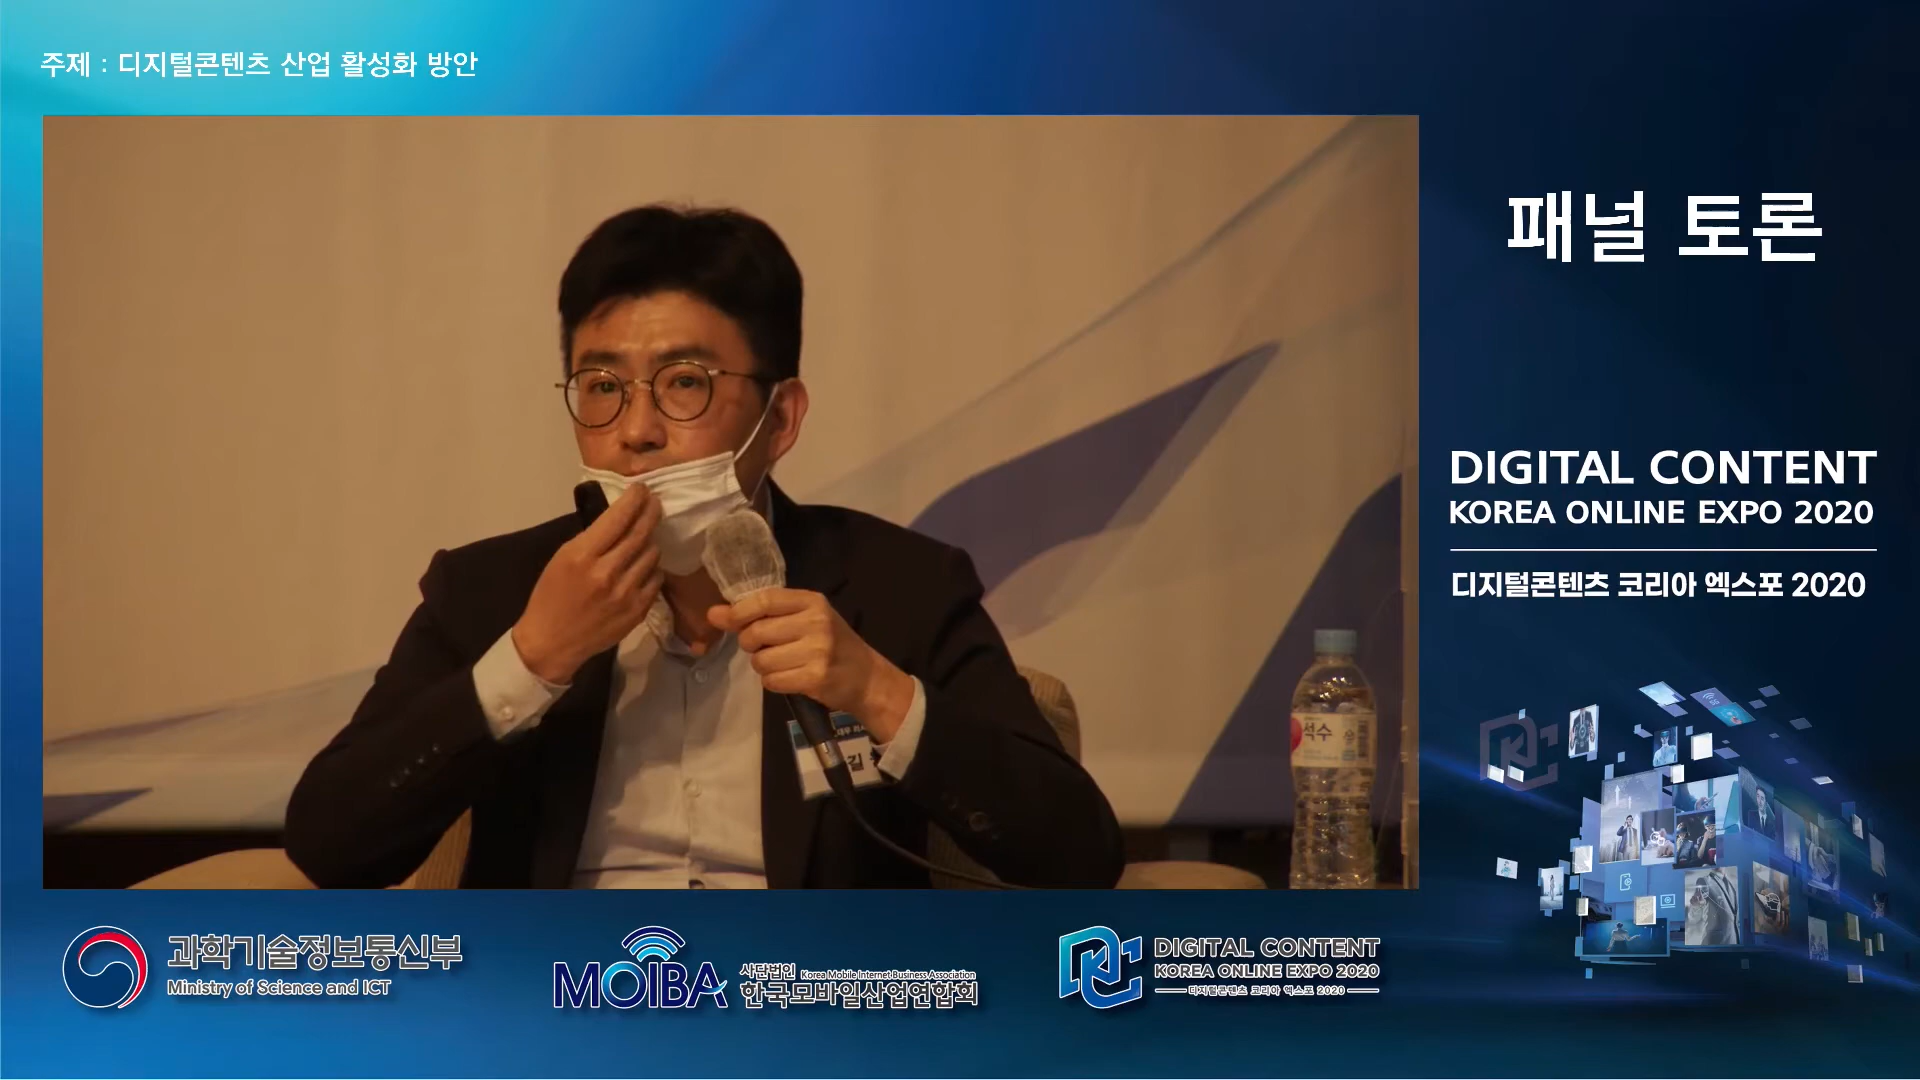 주제 : 디지털콘텐츠 산업 활성화 방안
패널 토론
DIGITAL CONTENT
KOREA ONLINE EXPO 2020
디지털콘텐츠 코리아 엑스포 2020
길
석수
과학기술정보통신부
Ministry of Science and ICT
MOIBA
사단법인 Korea Mobile Internet Business Association
한국모바일산업연합회
DIGITAL CONTENT
KOREA ONLINE EXPO 2020
디지털콘텐츠 코리아 엑스포 2020